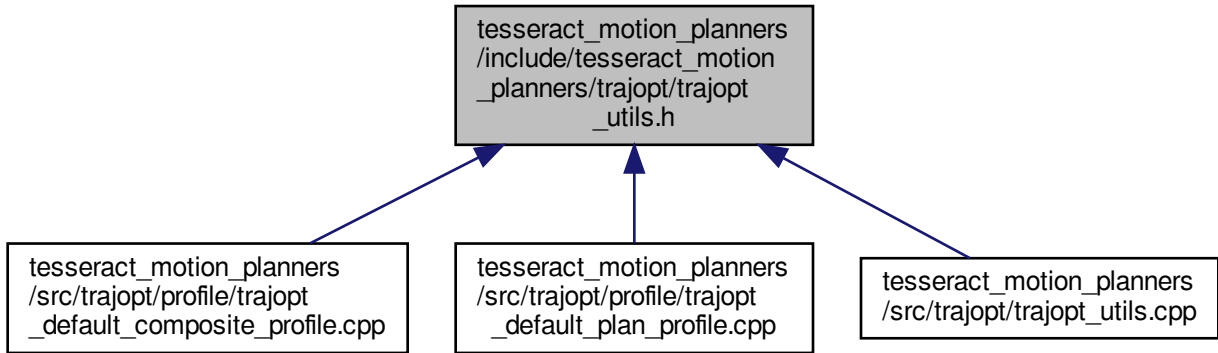 tesseract_motion_planners
/include/tesseract_motion
_planners/trajopt/trajopt
_utils.h
tesseract_motion_planners
/src/trajopt/profile/trajopt
_default_composite_profile.cpp
tesseract_motion_planners
/src/trajopt/profile/trajopt
_default_plan_profile.cpp
tesseract_motion_planners
/src/trajopt/trajopt_utils.cpp